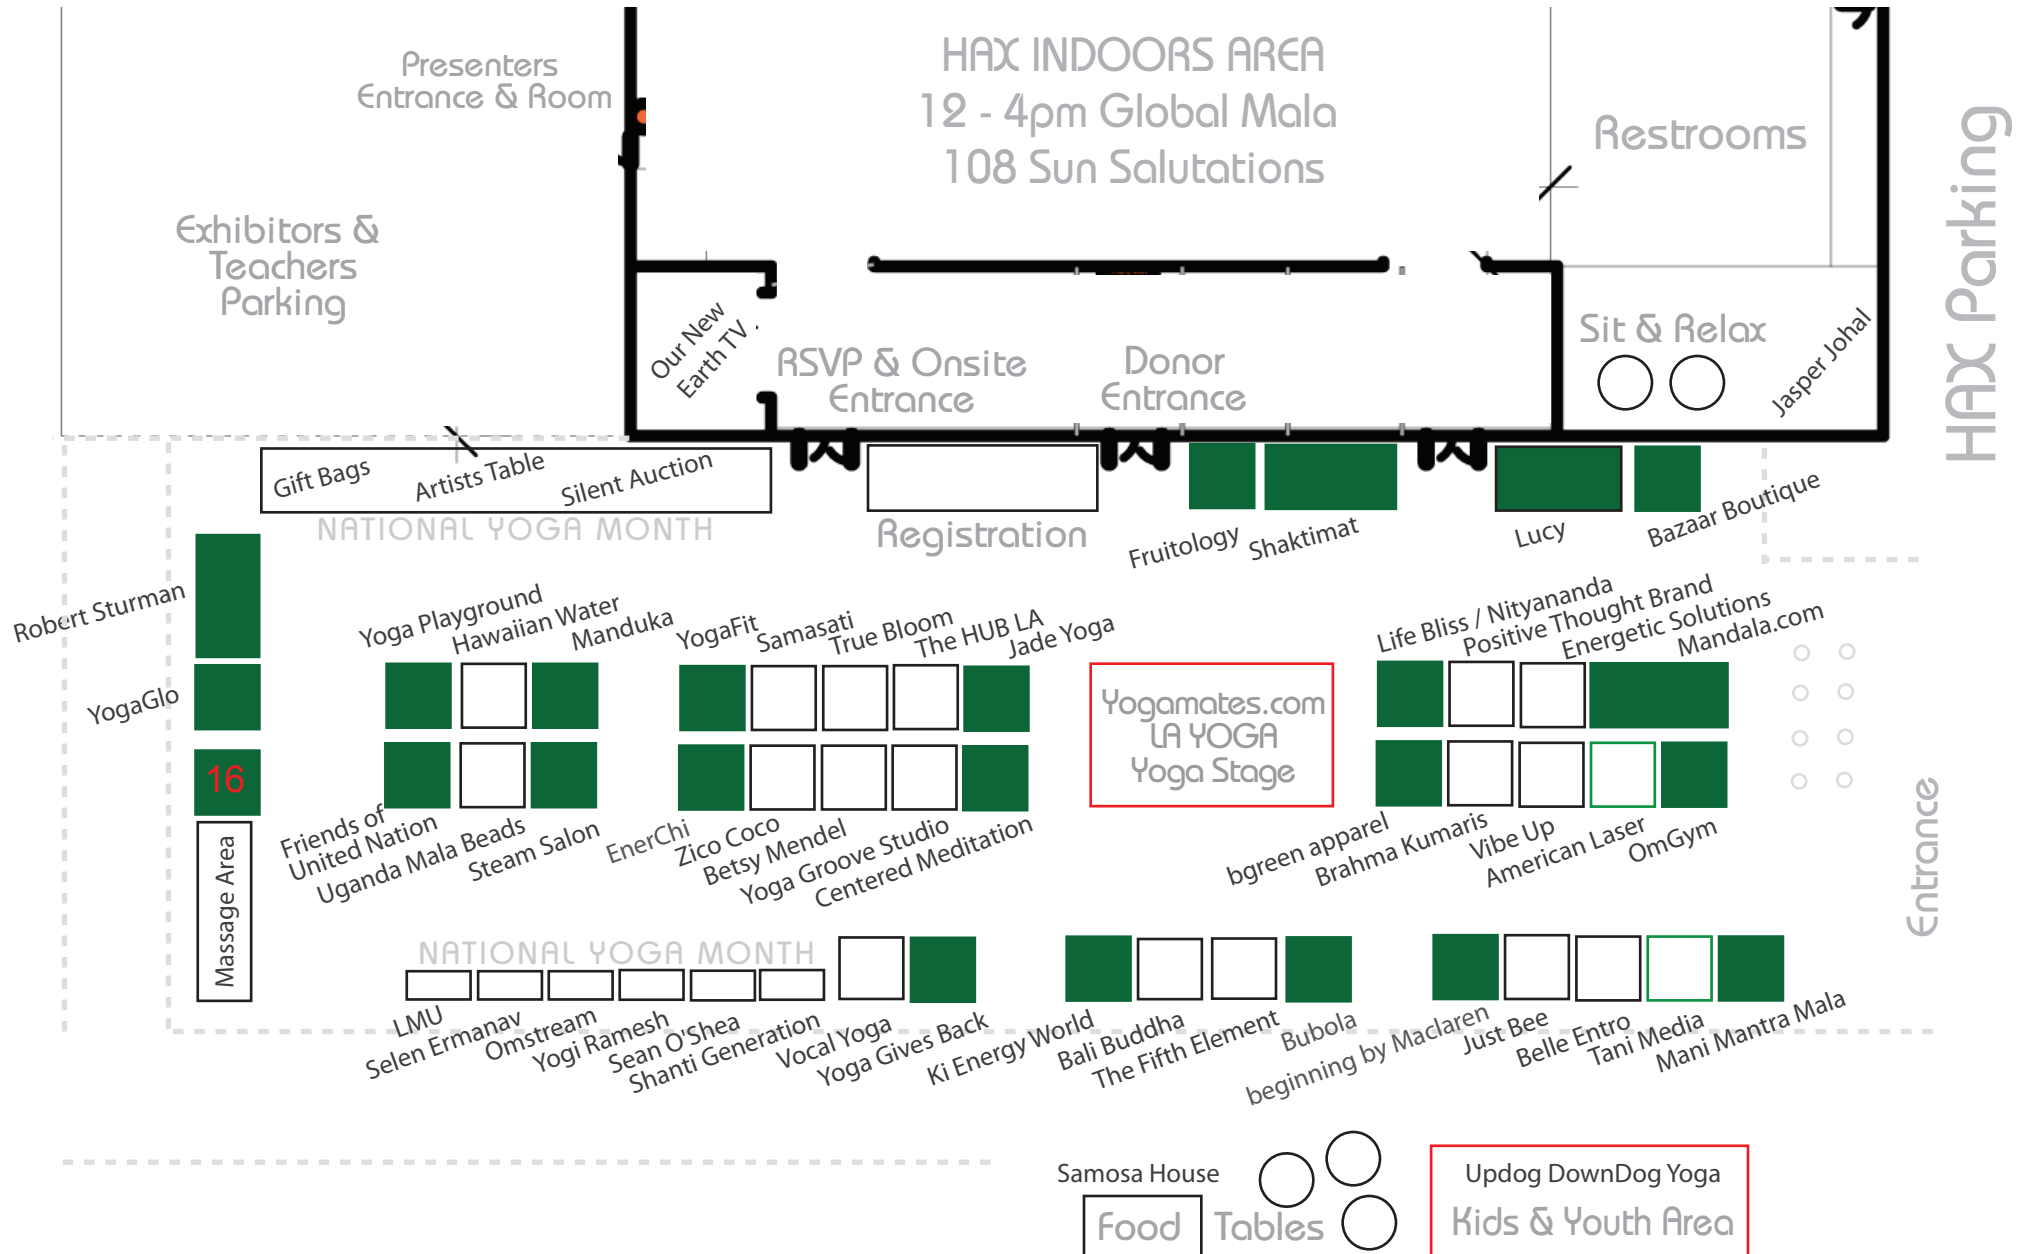 Presenters
Entrance & Room
HAX INDOORS AREA
12 - 4pm Global Mala
108 Sun Salutations
Restrooms
HAX Parking
Exhibitors &
Teachers
Parking
Our New
Earth TV
RSVP & Onsite
Entrance
Donor
Entrance
Sit & Relax
Jasper Johal
Gift Bags
Artists Table
Silent Auction
NATIONAL YOGA MONTH
Registration
Fruitology
Shaktimat
Lucy
Bazaar Boutique
Robert Sturman
YogaGlo
16
Massage Area
Yoga Playground
Hawaiian Water
Manduka
YogaFit
Samasati
True Bloom
The HUB LA
Jade Yoga
Yogamates.com
LA YOGA
Yoga Stage
Life Bliss / Nityananda
Positive Thought Brand
Energetic Solutions
Mandala.com
Friends of
United Nation
Uganda Mala Beads
Steam Salon
EnerChi
Zico Coco
Betsy Mendel
Yoga Groove Studio
Centered Meditation
bgreen apparel
Brahma Kumaris
Vibe Up
American Laser
OmGym
Entrance
NATIONAL YOGA MONTH
LMU
Selen Ermanav
Omstream
Yogi Ramesh
Sean O'Shea
Shanti Generation
Vocal Yoga
Yoga Gives Back
Ki Energy World
Bali Buddha
The Fifth Element
Bubola
beginning by Maclaren
Just Bee
Belle Entro
Tani Media
Mani Mantra Mala
Samosa House
Food
Tables
Updog DownDog Yoga
Kids & Youth Area